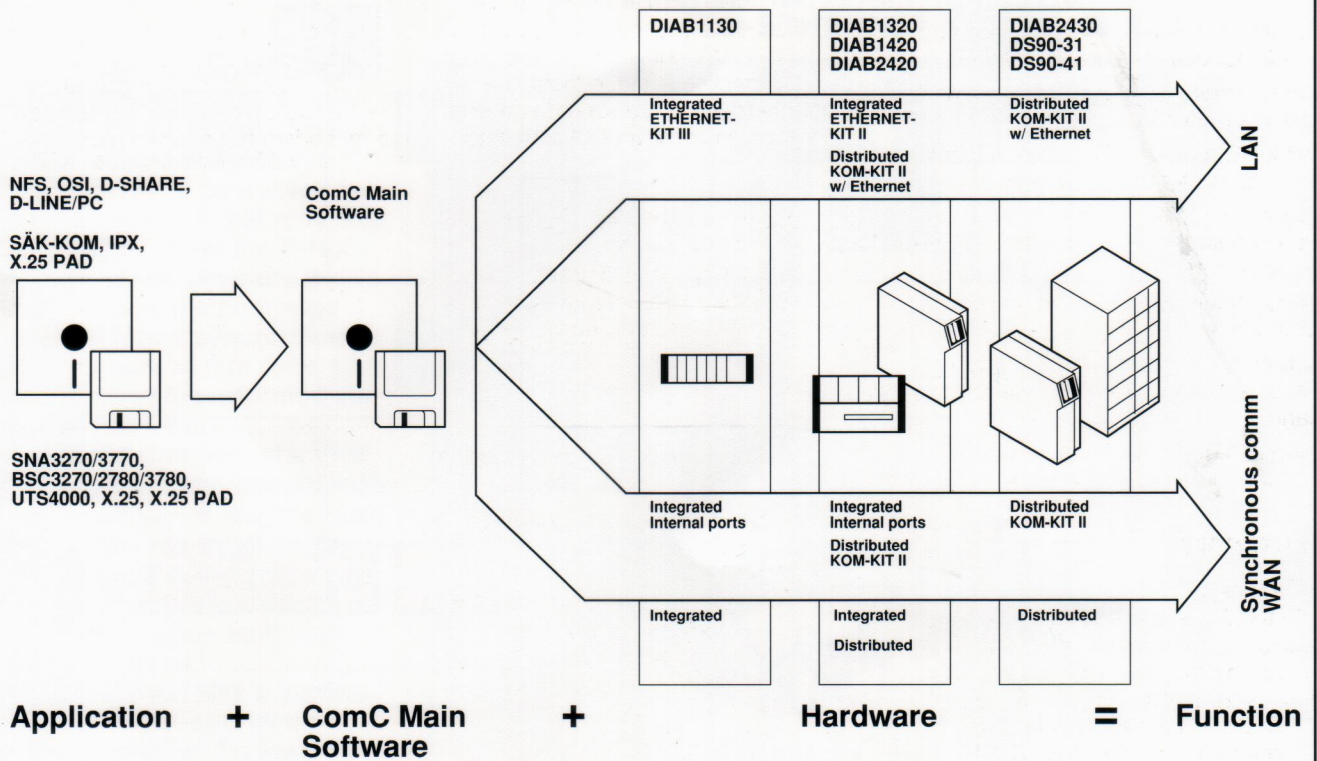 DIAB1130
DIAB1320
DIAB1420
DIAB2420
DIAB2430
DS90-31
DS90-41
Integrated
ETHERNET-
KIT III
Integrated
ETHERNET-
KIT II
Distributed
KOM-KIT II
w/ Ethernet
Distributed
KOM-KIT II
w/ Ethernet
LAN
NFS, OSI, D-SHARE,
D-LINE/PC
SÄK-KOM, IPX,
X.25 PAD
ComC Main
Software
SNA3270/3770,
BSC3270/2780/3780,
UTS4000, X.25, X.25 PAD
Integrated
Internal ports
Integrated
Internal ports
Distributed
KOM-KIT II
Distributed
KOM-KIT II
Synchronous comm
WAN
Integrated
Integrated
Distributed
Distributed
Application + ComC Main + Hardware = Function
Software